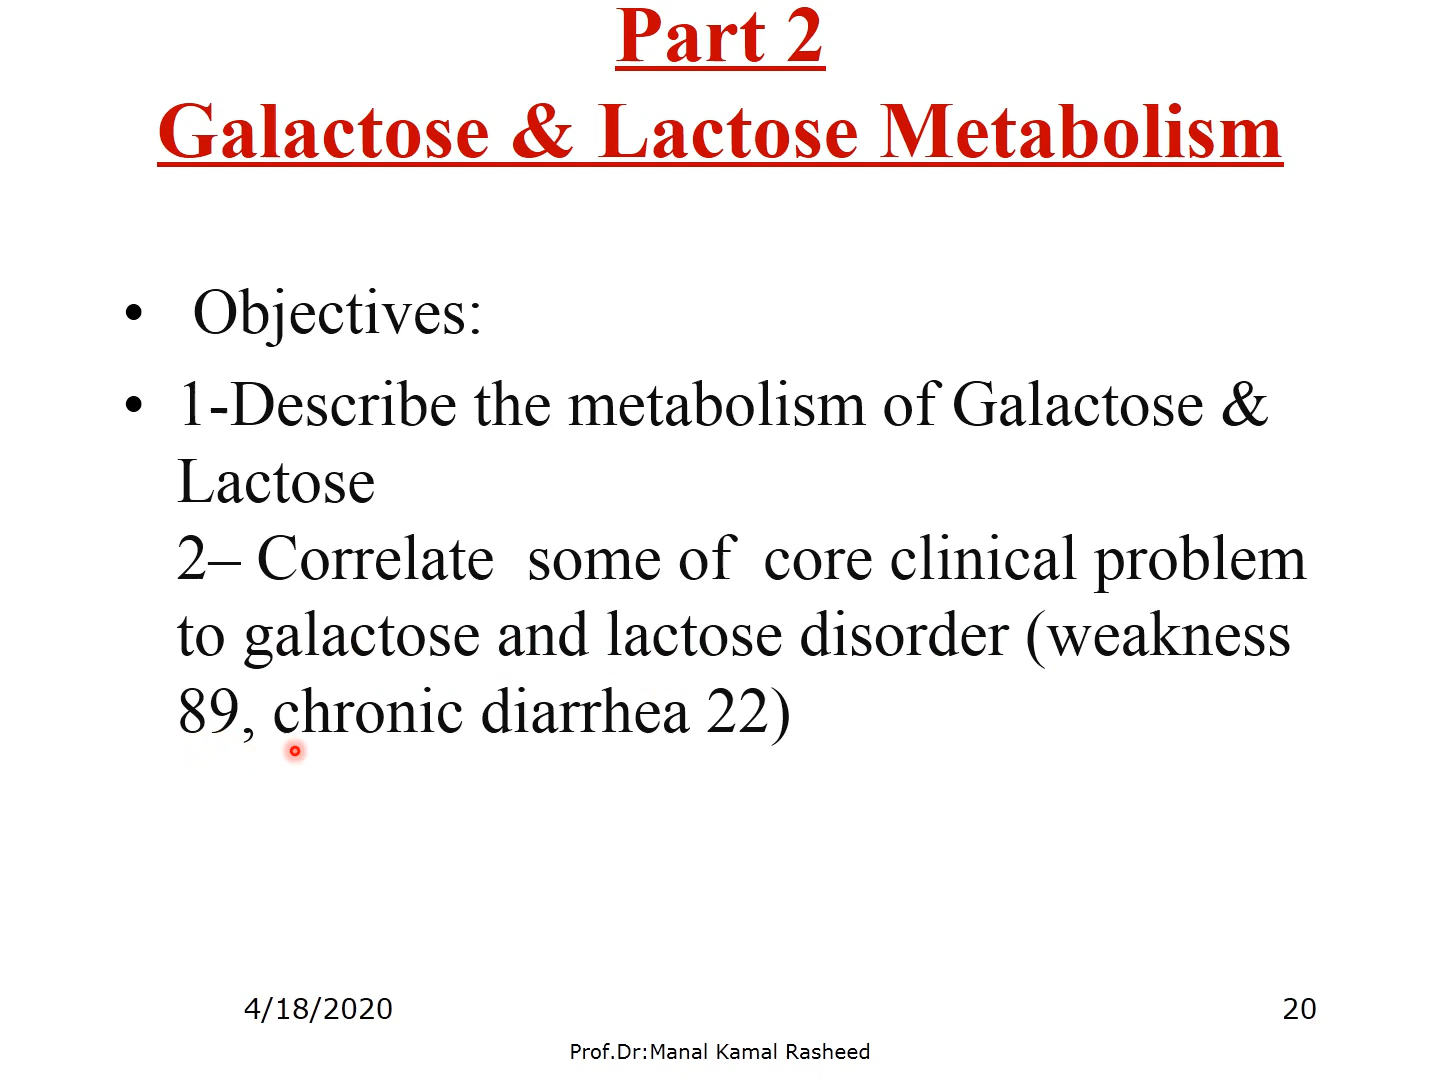 Part 2
Galactose & Lactose Metabolism
• Objectives:
• 1-Describe the metabolism of Galactose &
Lactose
2– Correlate some of core clinical problem
to galactose and lactose disorder (weakness
89, chronic diarrhea 22)
4/18/2020
20
Prof.Dr:Manal Kamal Rasheed